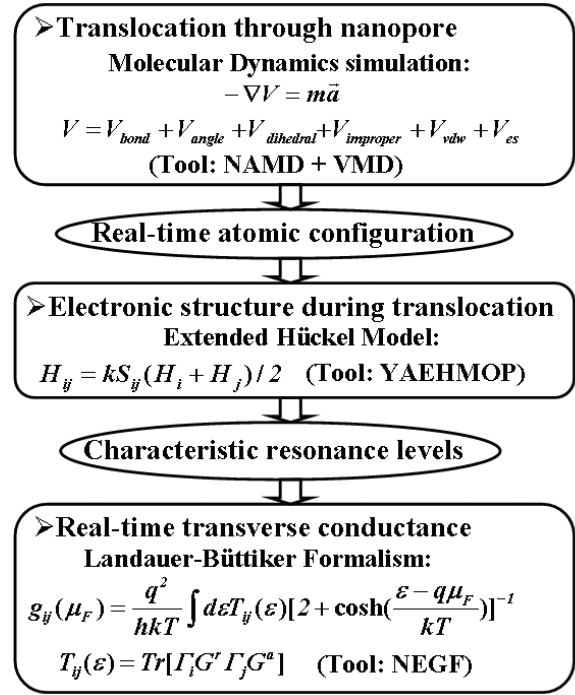 ➢Translocation through nanopore
Molecular Dynamics simulation:
−∇V = ma⃗
V = V_bond + V_angle + V_dihedral + V_improper + V_vdw + V_es
(Tool: NAMD + VMD)
Real-time atomic configuration
➢Electronic structure during translocation
Extended Hückel Model:
H_ij = kS_ij(H_i + H_j)/2 (Tool: YAEHMOP)
Characteristic resonance levels
➢Real-time transverse conductance
Landauer-Büttiker Formalism:
g_ij(μ_F) = q²/hkT ∫ dεT_ij(ε)[2 + cosh((ε − qμ_F)/kT)]⁻¹
T_ij(ε) = Tr[Γ_iG^rΓ_jG^a] (Tool: NEGF)